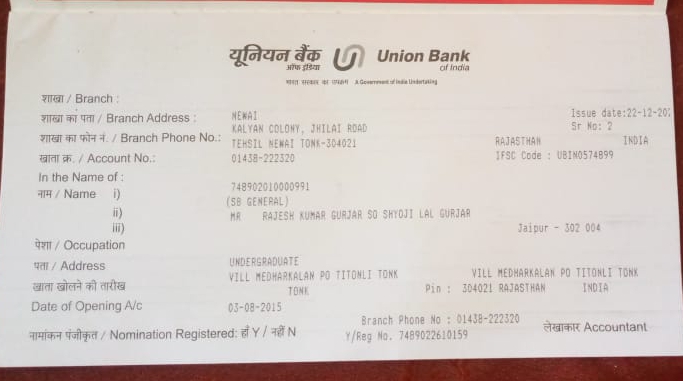 यूनियन बैंक Union Bank
ऑफ इंडिया of India
भारत सरकार का उपक्रम A Government of India Undertaking
शाखा / Branch :
शाखा का पता / Branch Address : NEWAI Issue date:22-12-20
KALYAN COLONY, JHILAI ROAD Sr No: 2
शाखा का फोन नं. / Branch Phone No.: TEHSIL NEWAI TONK-304021 RAJASTHAN INDIA
खाता क्र. / Account No.: 01438-222320 IFSC Code : UBIN0574899
In the Name of :
748902010000991
नाम / Name i) (SB GENERAL)
ii) MR RAJESH KUMAR GURJAR SO SHYOJI LAL GURJAR
iii) Jaipur - 302 004
पेशा / Occupation
UNDERGRADUATE
पता / Address VILL MEDHARKALAN PO TITONLI TONK VILL MEDHARKALAN PO TITONLI TONK
खाता खोलने की तारीख TONK Pin : 304021 RAJASTHAN INDIA
Date of Opening A/c 03-08-2015
Branch Phone No : 01438-222320 लेखाकार Accountant
नामांकन पंजीकृत / Nomination Registered: हाँ Y / नहीं N Y/Reg No. 7489022610159